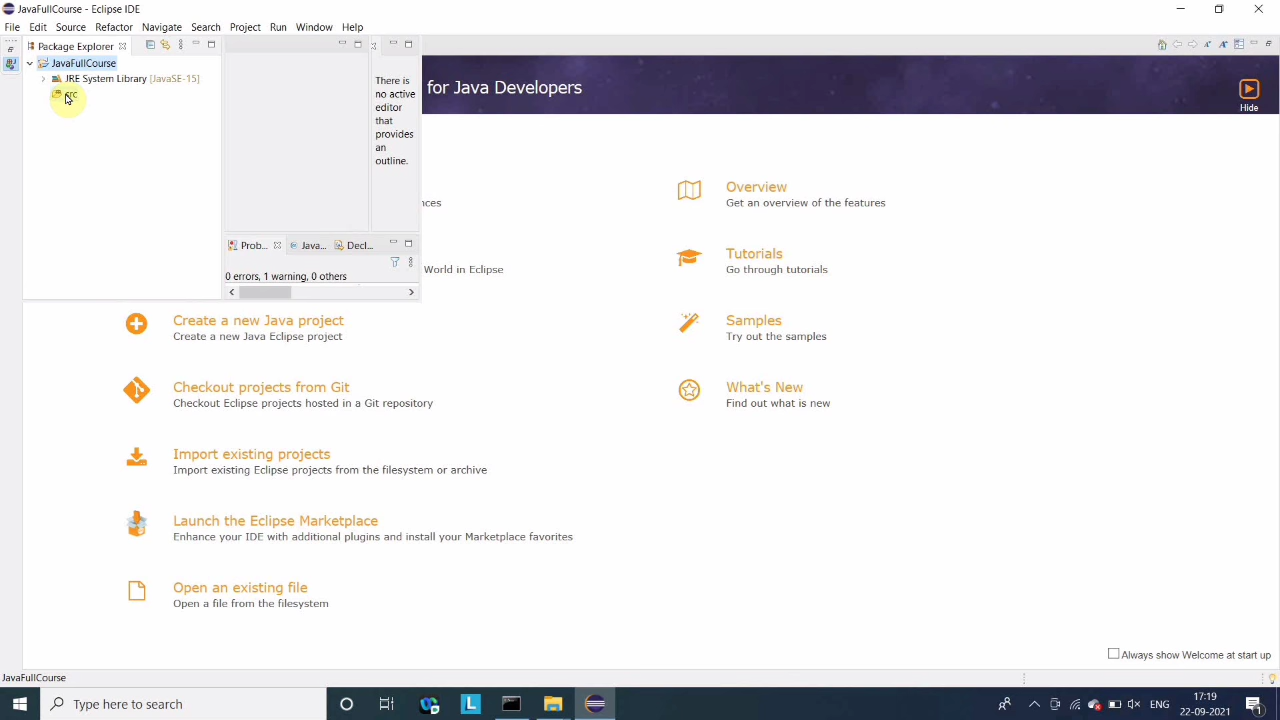 JavaFullCourse - Eclipse IDE
File Edit Source Refactor Navigate Search Project Run Window Help
Package Explorer
JavaFullCourse
JRE System Library [JavaSE-15]
src
There is
no active
editor
that
provides
an
outline.
for Java Developers
Hide
nces
World in Eclipse
Prob... Java... Decl...
0 errors, 1 warning, 0 others
Create a new Java project
Create a new Java Eclipse project
Checkout projects from Git
Checkout Eclipse projects hosted in a Git repository
Import existing projects
Import existing Eclipse projects from the filesystem or archive
Launch the Eclipse Marketplace
Enhance your IDE with additional plugins and install your Marketplace favorites
Open an existing file
Open a file from the filesystem
Overview
Get an overview of the features
Tutorials
Go through tutorials
Samples
Try out the samples
What's New
Find out what is new
Always show Welcome at start up
JavaFullCourse
Type here to search
L
ENG
17:19
22-09-2021
1